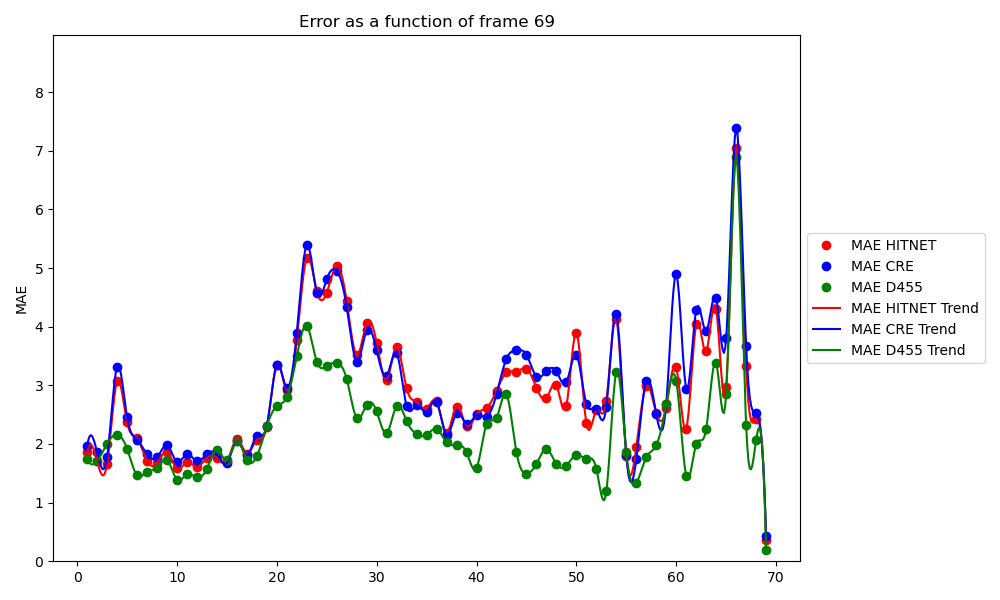 Error as a function of frame 69
MAE
8
7
6
5
4
3
2
1
0
0 10 20 30 40 50 60 70
MAE HITNET
MAE CRE
MAE D455
MAE HITNET Trend
MAE CRE Trend
MAE D455 Trend